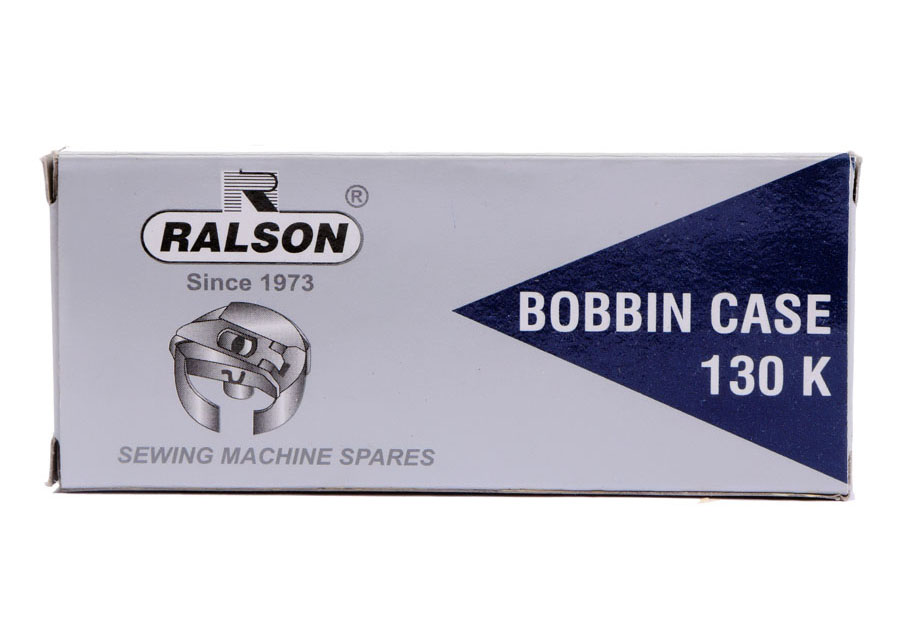 R
®
RALSON
Since 1973
SEWING MACHINE SPARES
BOBBIN CASE
130 K